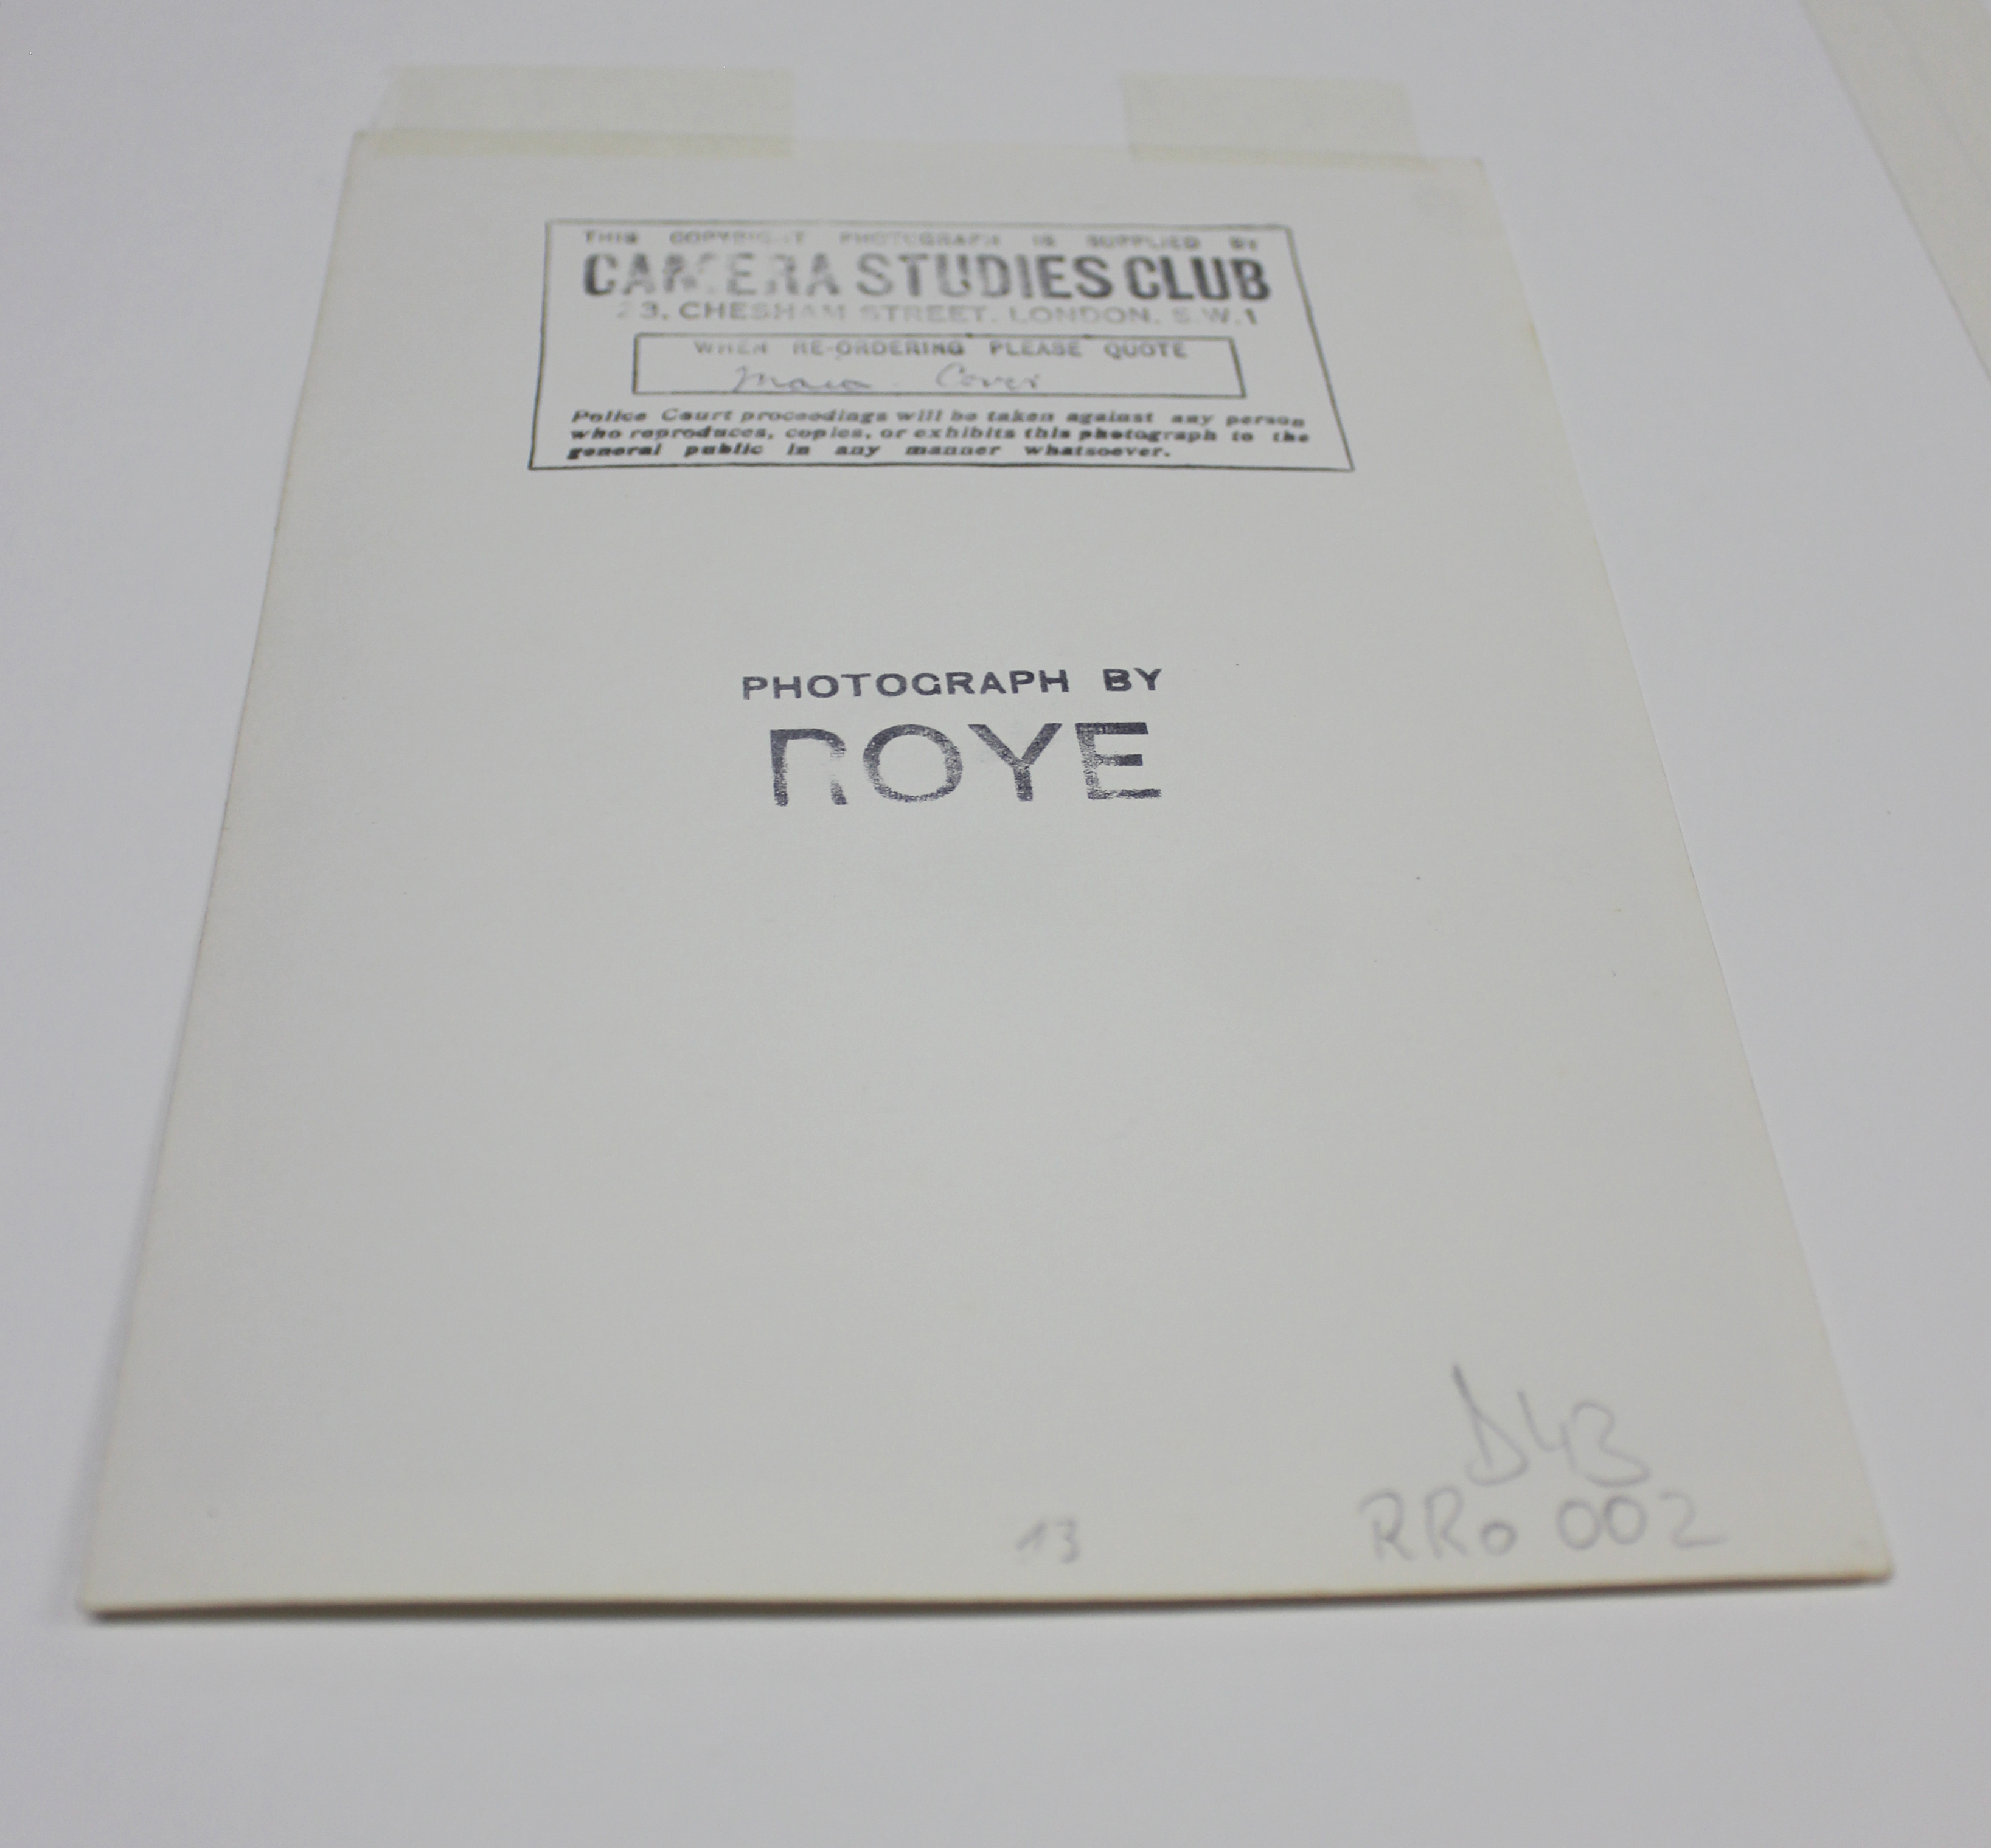 THIS COPYRIGHT PHOTOGRAPH IS SUPPLIED BY
CAMERA STUDIES CLUB
23, CHESHAM STREET. LONDON. S.W.1
WHEN RE-ORDERING PLEASE QUOTE
Cover
Police Court proceedings will be taken against any person
who reproduces, copies, or exhibits this photograph to the
general public in any manner whatsoever.
PHOTOGRAPH BY
ROYE
D43
13 RRo 002